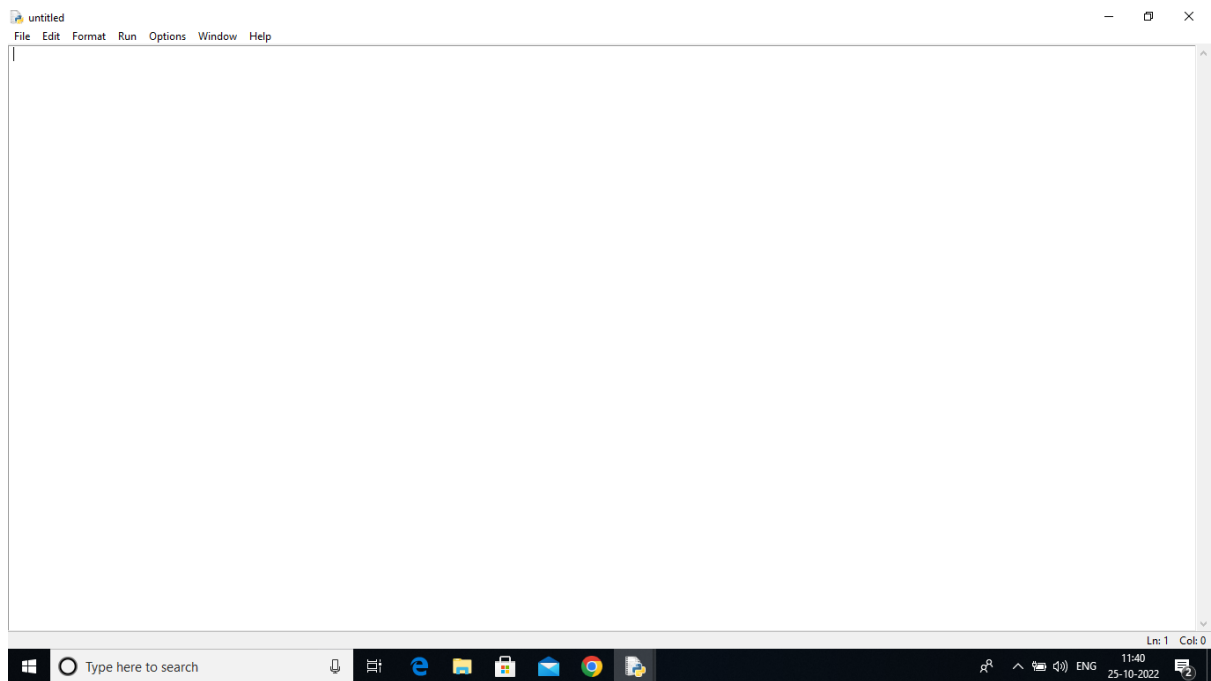 untitled
File Edit Format Run Options Window Help
Ln: 1 Col: 0
Type here to search
ENG
11:40
25-10-2022
2